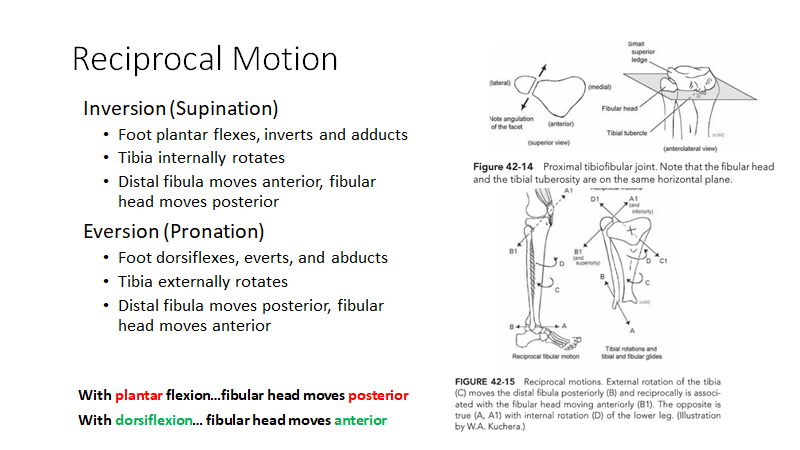 Reciprocal Motion
Inversion (Supination)
• Foot plantar flexes, inverts and adducts
• Tibia internally rotates
• Distal fibula moves anterior, fibular
head moves posterior
Eversion (Pronation)
• Foot dorsiflexes, everts, and abducts
• Tibia externally rotates
• Distal fibula moves posterior, fibular
head moves anterior
With plantar flexion...fibular head moves posterior
With dorsiflexion... fibular head moves anterior
(lateral)
(medial)
Note angulation
of the facet
(anterior)
(superior view)
Small
superior
ledge
Fibular head
Tibial tubercle
(anterolateral view)
Figure 42-14 Proximal tibiofibular joint. Note that the fibular head
and the tibial tuberosity are on the same horizontal plane.
A1
B1
D
C
B
A
Reciprocal fibular motion
D1
A1
(and
inferiorly)
B1
(and
superiorly)
D
C1
B
C
A
Tibial rotations and
tibial and fibular glides
FIGURE 42-15 Reciprocal motions. External rotation of the tibia
(C) moves the distal fibula posteriorly (B) and reciprocally is associ-
ated with the fibular head moving anteriorly (B1). The opposite is
true (A, A1) with internal rotation (D) of the lower leg. (Illustration
by W.A. Kuchera.)